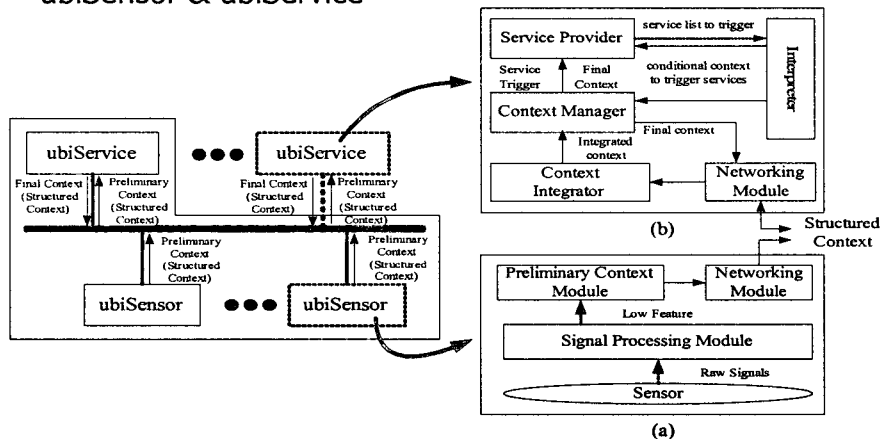 ubiSensor & ubiService
ubiService
ubiService
Final Context
(Structured
Context)
Preliminary
Context
(Structured
Context)
Final Context
(Structured
Context)
Preliminary
Context
(Structured
Context)
Preliminary
Context
(Structured
Context)
Preliminary
Context
(Structured
Context)
ubiSensor
ubiSensor
Service Provider
service list to trigger
Interpreter
Service
Trigger
Final
Context
conditional context
to trigger services
Context Manager
Integrated
context
Final context
Context
Integrator
Networking
Module
(b)
Structured
Context
Preliminary Context
Module
Networking
Module
Low Feature
Signal Processing Module
Raw Signals
Sensor
(a)